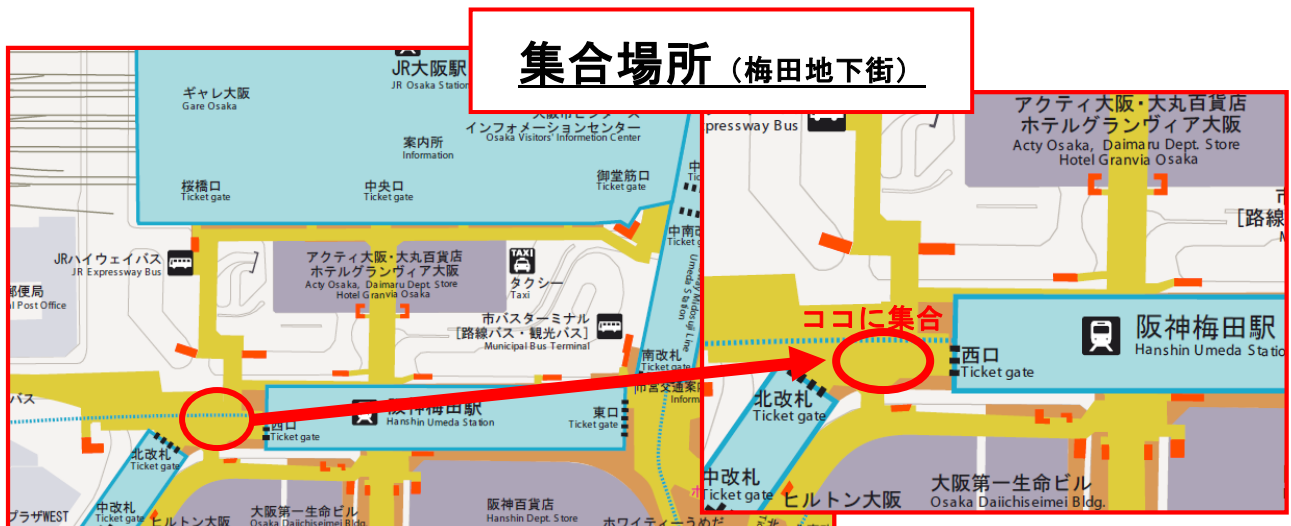 集合場所（梅田地下街）
JR大阪駅
JR Osaka Station
ギャレ大阪
Gare Osaka
インフォメーションセンター
Osaka Visitors' Information Center
案内所
Information
桜橋口
Ticket gate
中央口
Ticket gate
御堂筋口
Ticket gate
JRハイウェイバス
JR Expressway Bus
アクティ大阪・大丸百貨店
ホテルグランヴィア大阪
Acty Osaka, Daimaru Dept. Store
Hotel Granvia Osaka
TAXI
タクシー
Taxi
市バスターミナル
［路線バス・観光バス］
Municipal Bus Terminal
郵便局
Post Office
バス
南改札
Ticket gate
阪神梅田駅
Hanshin Umeda Station
西口
Ticket gate
東口
Ticket gate
北改札
Ticket gate
中改札
Ticket gate
プラザWEST
ヒルトン大阪
大阪第一生命ビル
Osaka Daiichiseimei Bldg.
阪神百貨店
Hanshin Dept. Store
ホワイティーうめだ
Umeda Station
pressway Bus
アクティ大阪・大丸百貨店
ホテルグランヴィア大阪
Acty Osaka, Daimaru Dept. Store
Hotel Granvia Osaka
［路線
ココに集合
阪神梅田駅
Hanshin Umeda Statio
西口
Ticket gate
北改札
Ticket gate
中改札
Ticket gate
ヒルトン大阪
大阪第一生命ビル
Osaka Daiichiseimei Bldg.